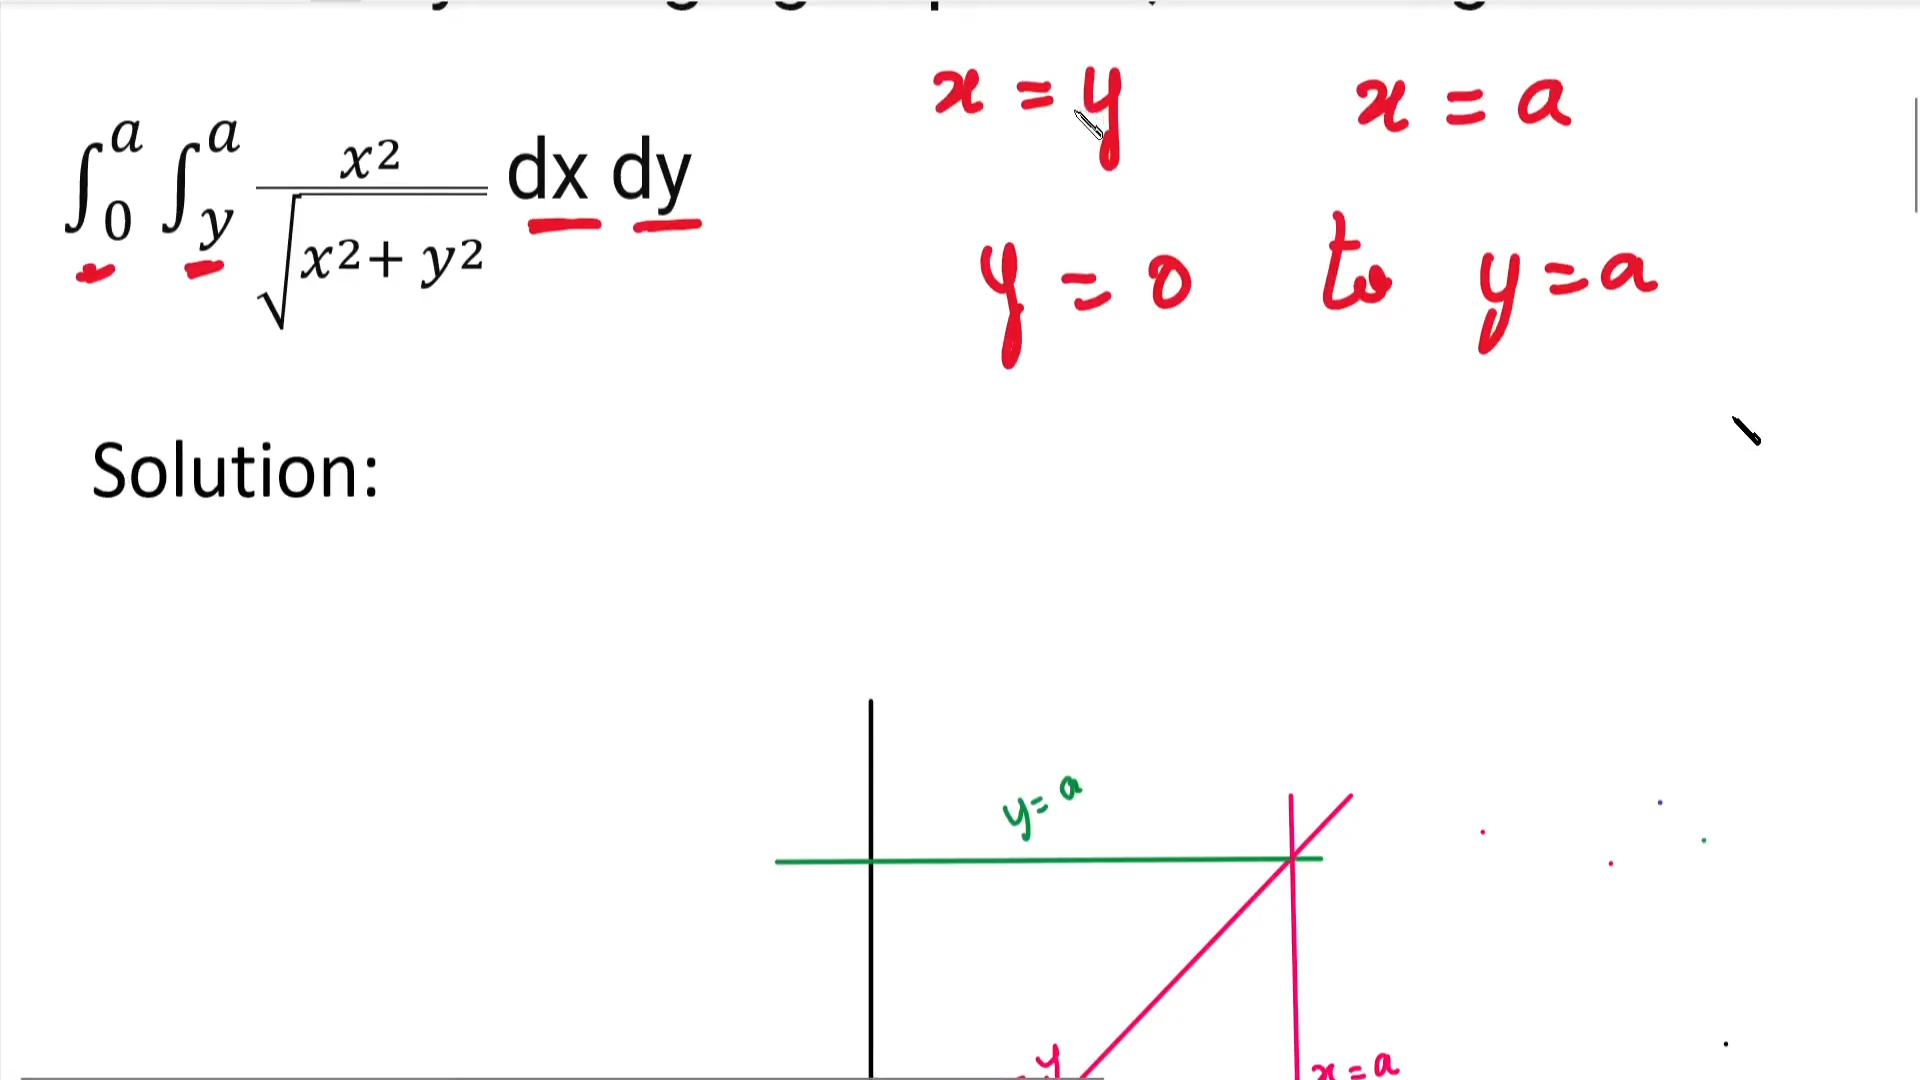 ∫₀ᵃ ∫ᵧᵃ x² / √(x² + y²) dx dy
x = y x = a
y = 0 to y = a
Solution:
y = a
= y
x = a